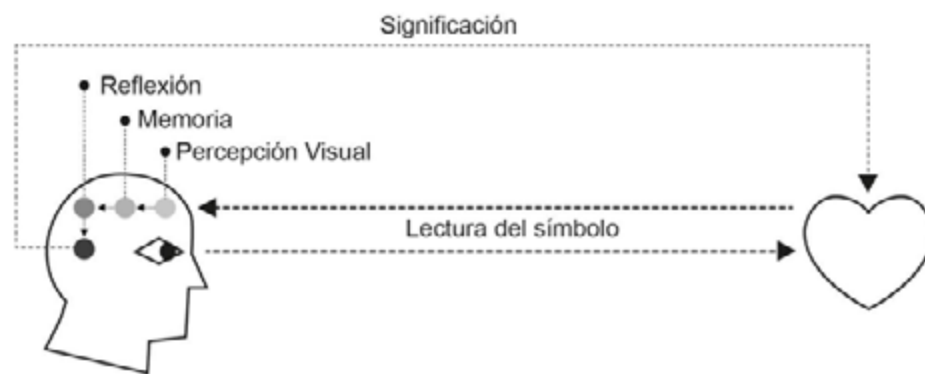 Significación
Reflexión
Memoria
Percepción Visual
Lectura del símbolo